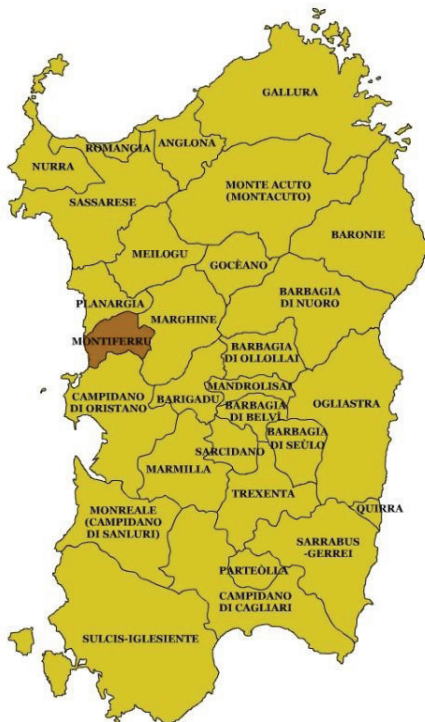 GALLURA
ROMANGIA
ANGLONA
NURRA
SASSARESE
MONTE ACUTO
(MONTACUTO)
BARONIE
MEILOGU
GOCÈANO
PLANARGIA
MARGHINE
BARBAGIA
DI NUORO
MONTIFERRU
BARBAGIA
DI OLLOLAI
MANDROLISAI
CAMPIDANO
DI ORISTANO
BARIGADU
BARBAGIA
DI BELVÌ
OGLIASTRA
BARBAGIA
DI SEÙLO
SARCIDANO
MARMILLA
TREXENTA
MONREALE
(CAMPIDANO
DI SANLURI)
QUIRRA
SARRABUS
-GERREI
PARTEÒLLA
CAMPIDANO
DI CAGLIARI
SULCIS-IGLESIENTE